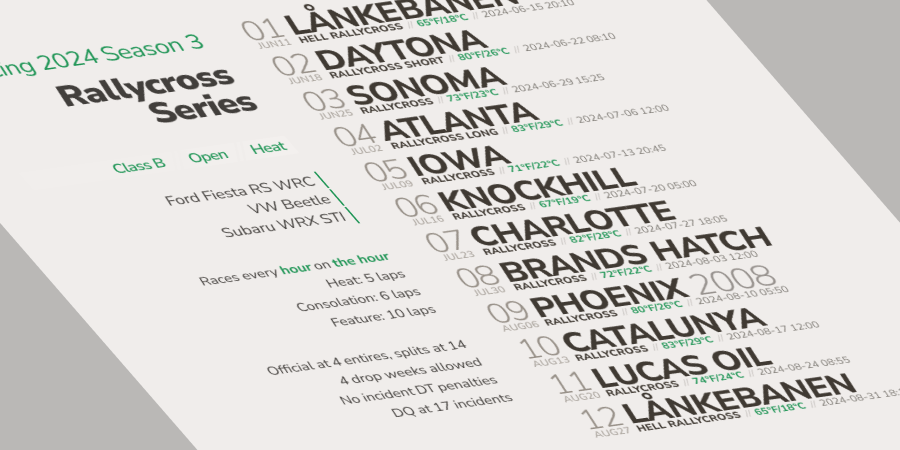 ing 2024 Season 3
Rallycross
Series
Class B Open Heat
Ford Fiesta RS WRC
VW Beetle
Subaru WRX STI
Races every hour on the hour
Heat: 5 laps
Consolation: 6 laps
Feature: 10 laps
Official at 4 entires, splits at 14
4 drop weeks allowed
No incident DT penalties
DQ at 17 incidents
01 LÅNKEBANEN
JUN11 HELL RALLYCROSS // 65°F/18°C // 2024-06-15 20:10
02 DAYTONA
JUN18 RALLYCROSS SHORT // 80°F/26°C // 2024-06-22 08:10
03 SONOMA
JUN25 RALLYCROSS // 73°F/23°C // 2024-06-29 15:25
04 ATLANTA
JUL02 RALLYCROSS LONG // 83°F/29°C // 2024-07-06 12:00
05 IOWA
JUL09 RALLYCROSS // 71°F/22°C // 2024-07-13 20:45
06 KNOCKHILL
JUL16 RALLYCROSS // 67°F/19°C // 2024-07-20 05:00
07 CHARLOTTE
JUL23 RALLYCROSS // 82°F/28°C // 2024-07-27 18:05
08 BRANDS HATCH
JUL30 RALLYCROSS // 72°F/22°C // 2024-08-03 12:00
09 PHOENIX 2008
AUG06 RALLYCROSS // 80°F/26°C // 2024-08-10 05:50
10 CATALUNYA
AUG13 RALLYCROSS // 83°F/29°C // 2024-08-17 12:00
11 LUCAS OIL
AUG20 RALLYCROSS // 74°F/24°C // 2024-08-24 08:55
12 LÅNKEBANEN
AUG27 HELL RALLYCROSS // 65°F/18°C // 2024-08-31 18: